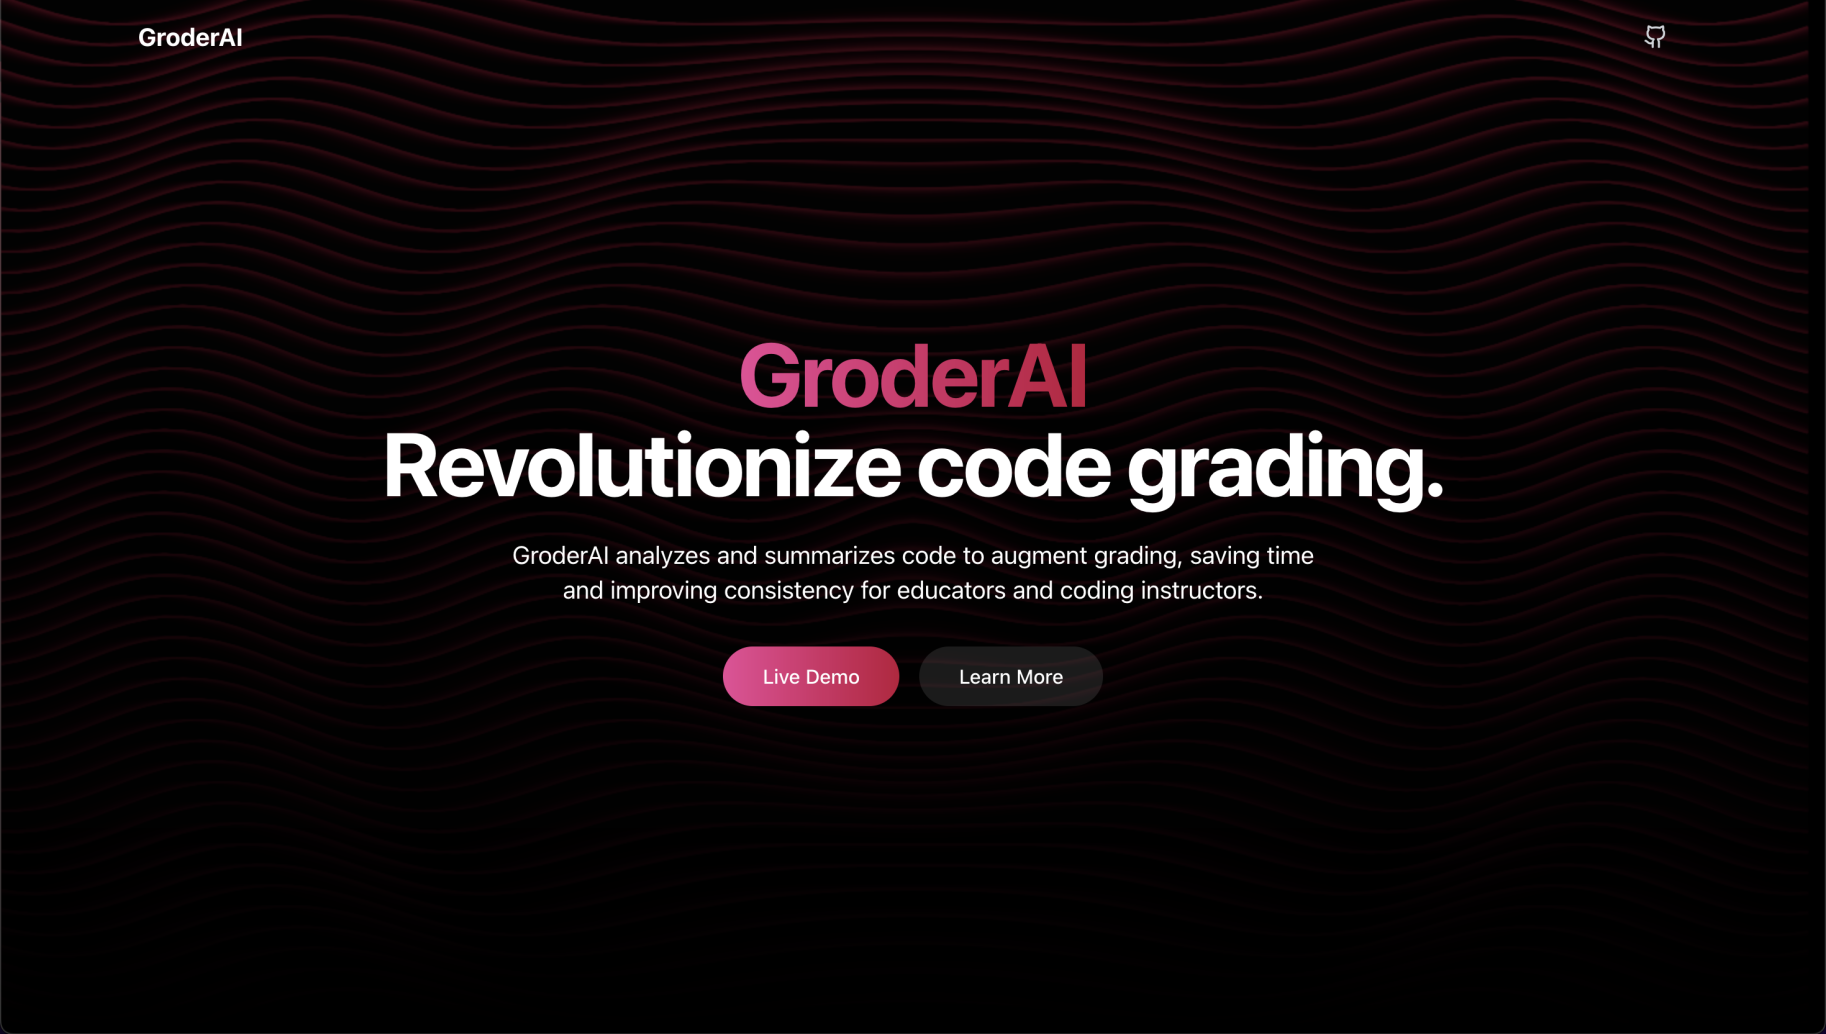 GroderAI
GroderAI
Revolutionize code grading.
GroderAI analyzes and summarizes code to augment grading, saving time
and improving consistency for educators and coding instructors.
Live Demo
Learn More